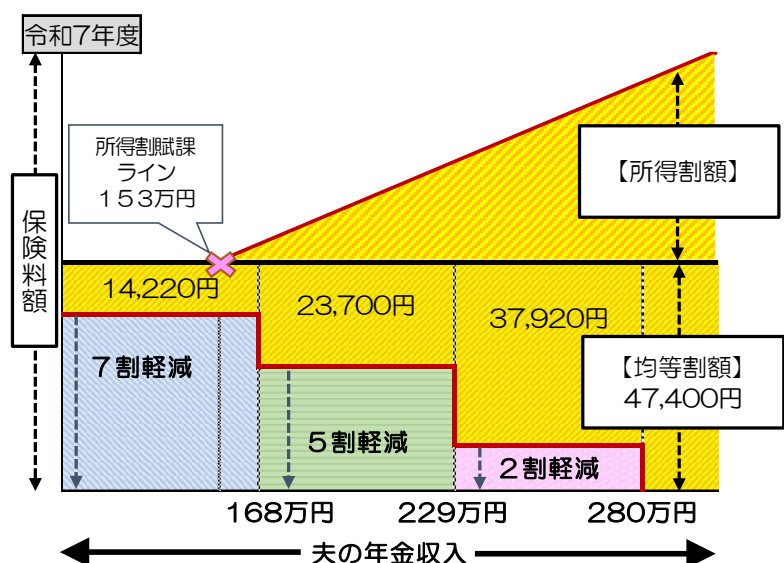 令和7年度
所得割賦課
ライン
153万円
【所得割額】
保険料額
14,220円
23,700円
37,920円
【均等割額】
47,400円
7割軽減
5割軽減
2割軽減
168万円
229万円
280万円
夫の年金収入